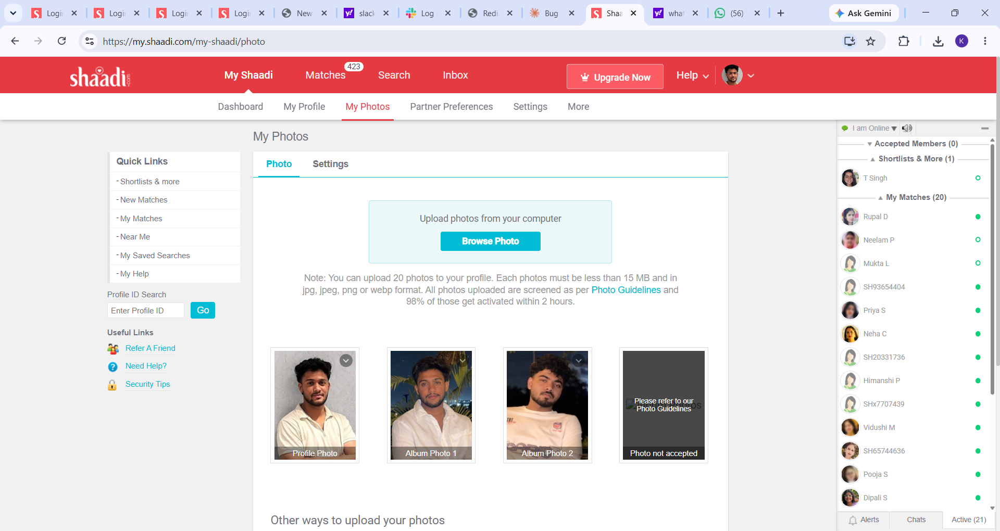 Login
Login
Login
Login
New
slack
Log
Redi
Bug
Shaa
what
(56)
Ask Gemini
https://my.shaadi.com/my-shaadi/photo
K
shaadi.com
My Shaadi
Matches
423
Search
Inbox
Upgrade Now
Help
Dashboard
My Profile
My Photos
Partner Preferences
Settings
More
My Photos
Quick Links
- Shortlists & more
- New Matches
- My Matches
- Near Me
- My Saved Searches
- My Help
Profile ID Search
Enter Profile ID
Go
Useful Links
Refer A Friend
Need Help?
Security Tips
Photo
Settings
Upload photos from your computer
Browse Photo
Note: You can upload 20 photos to your profile. Each photos must be less than 15 MB and in
jpg, jpeg, png or webp format. All photos uploaded are screened as per Photo Guidelines and
98% of those get activated within 2 hours.
Profile Photo
Album Photo 1
Album Photo 2
Please refer to our
Photo Guidelines
Photo not accepted
Other ways to upload your photos
I am Online
Accepted Members (0)
Shortlists & More (1)
T Singh
My Matches (20)
Rupal D
Neelam P
Mukta L
SH93654404
Priya S
Neha C
SH20331736
Himanshi P
SHx7707439
Vidushi M
SH65744636
Pooja S
Dipali S
Alerts
Chats
Active (21)